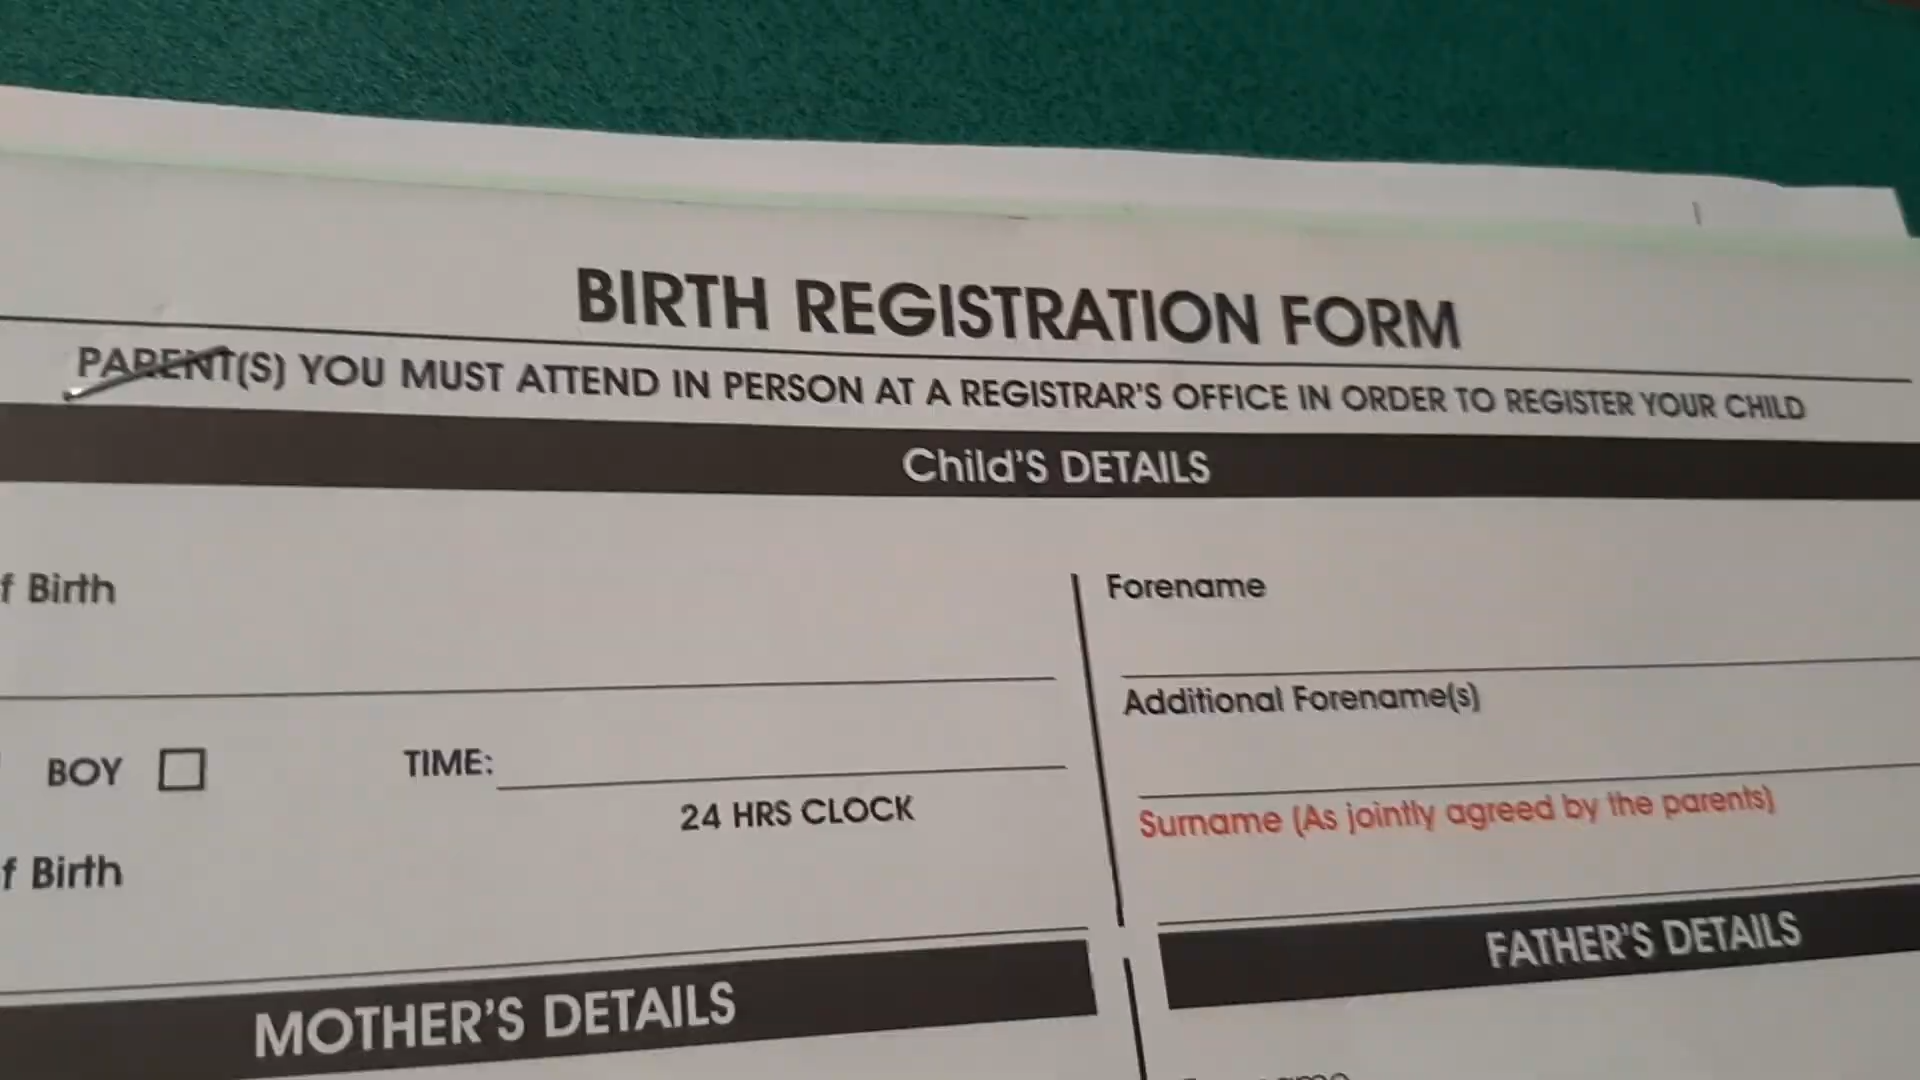 BIRTH REGISTRATION FORM
PARENT(S) YOU MUST ATTEND IN PERSON AT A REGISTRAR'S OFFICE IN ORDER TO REGISTER YOUR CHILD
Child'S DETAILS
f Birth
Forename
Additional Forename(s)
BOY
TIME:
24 HRS CLOCK
Surname (As jointly agreed by the parents)
f Birth
FATHER'S DETAILS
MOTHER'S DETAILS